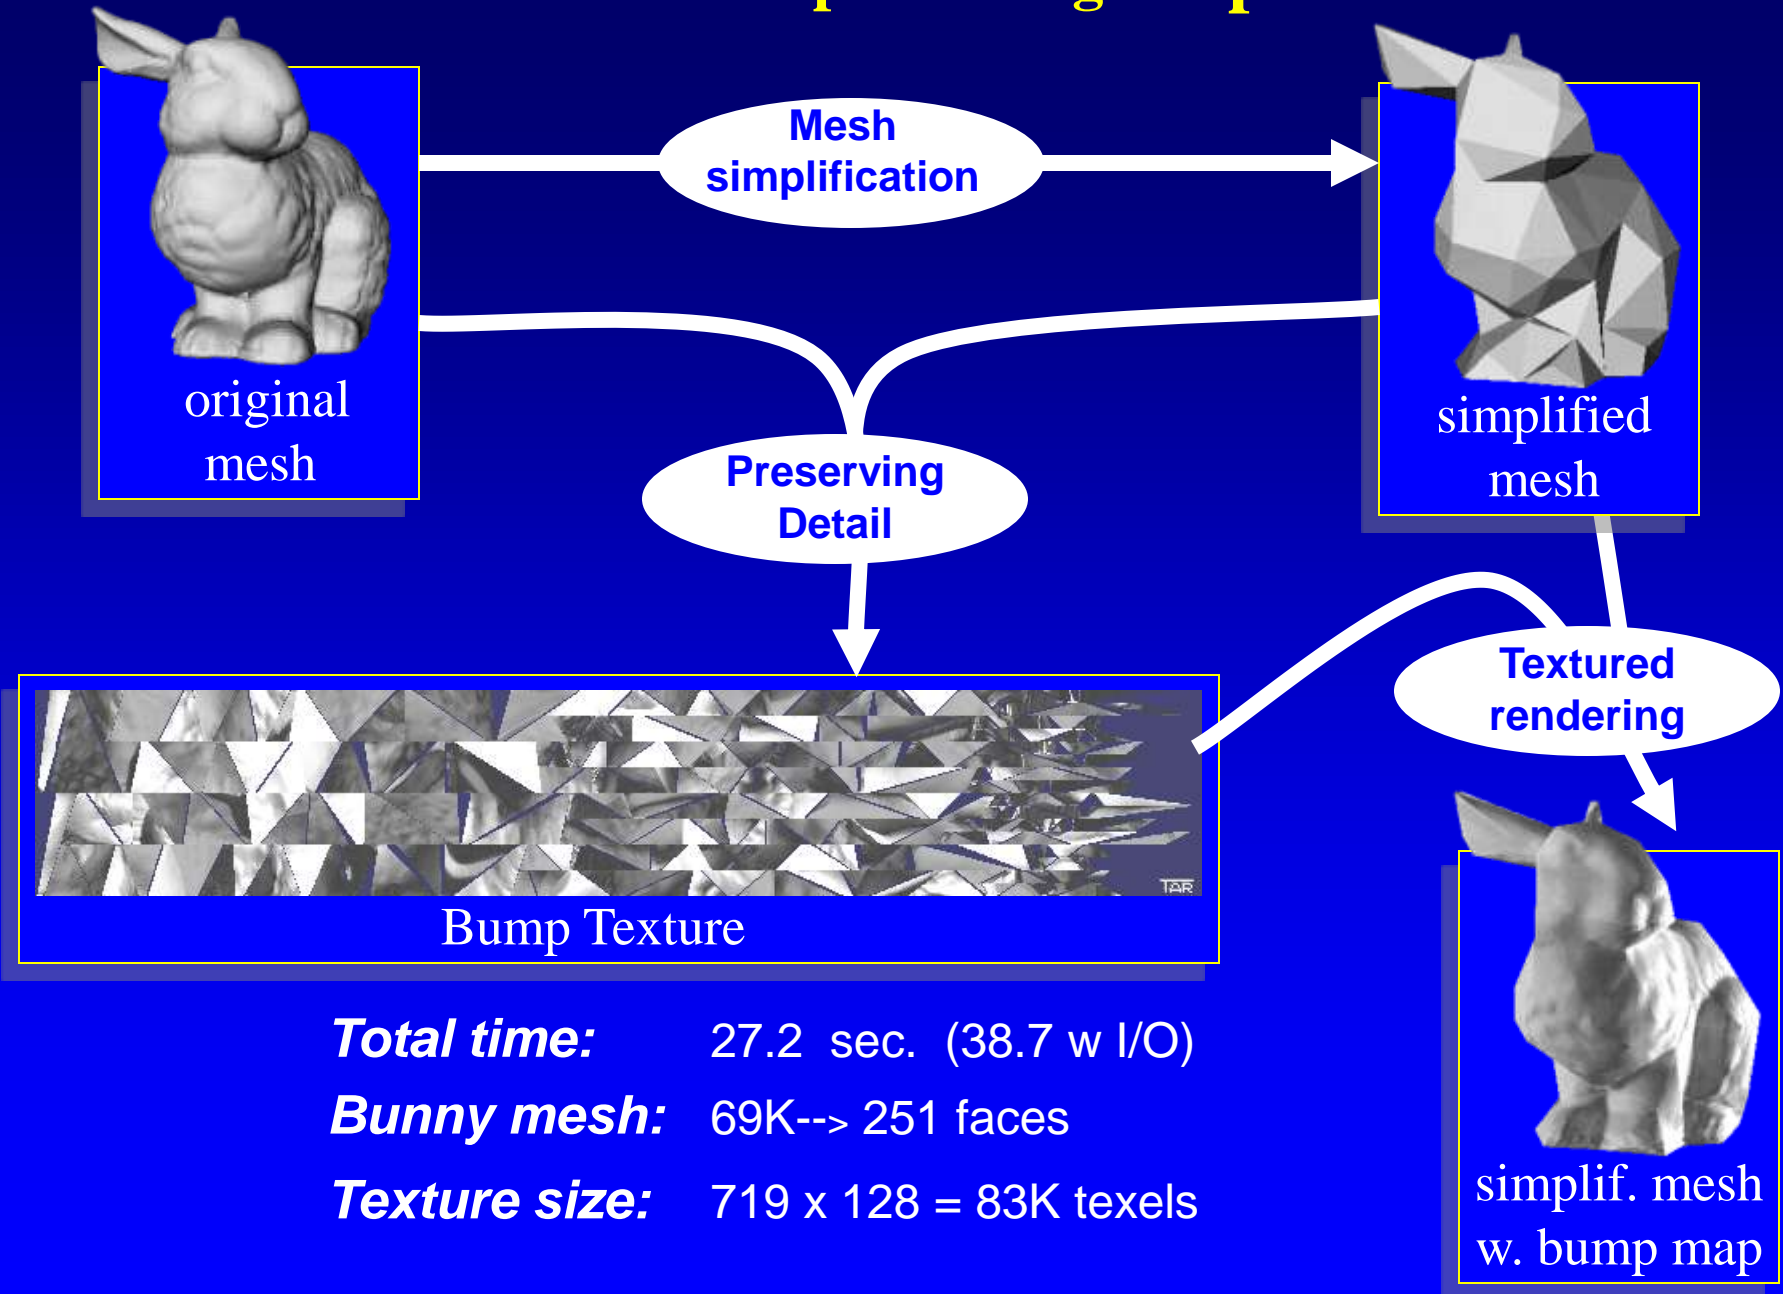 Mesh
simplification
original
mesh
simplified
mesh
Preserving
Detail
Textured
rendering
TAR
Bump Texture
Total time: 27.2 sec. (38.7 w I/O)
Bunny mesh: 69K--> 251 faces
Texture size: 719 x 128 = 83K texels
simplif. mesh
w. bump map